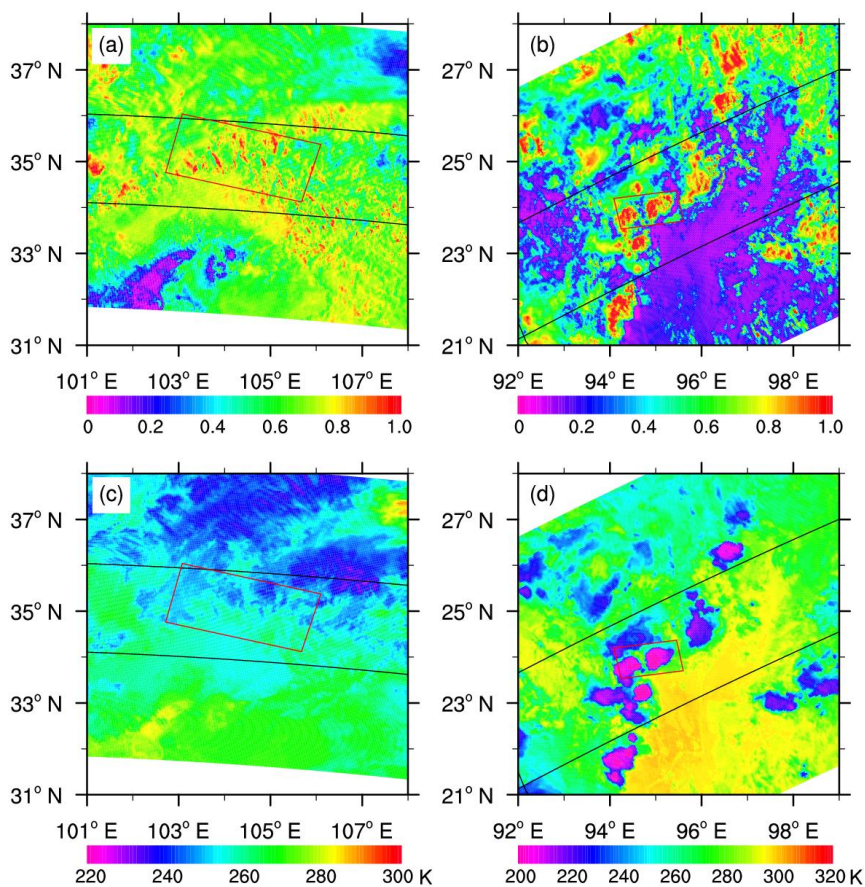 (a)
(b)
37° N
35° N
33° N
31° N
27° N
25° N
23° N
21° N
101° E 103° E 105° E 107° E
92° E 94° E 96° E 98° E
0 0.2 0.4 0.6 0.8 1.0
0 0.2 0.4 0.6 0.8 1.0
(c)
(d)
37° N
35° N
33° N
31° N
27° N
25° N
23° N
21° N
101° E 103° E 105° E 107° E
92° E 94° E 96° E 98° E
220 240 260 280 300 K
200 220 240 260 280 300 320 K